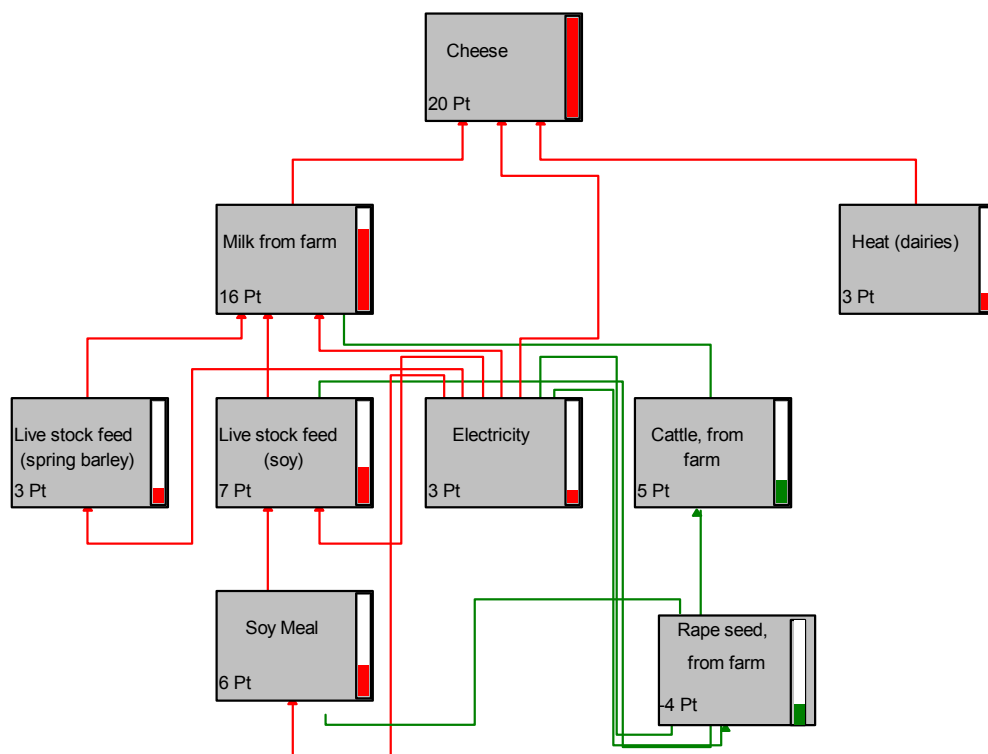 Cheese
20 Pt
Milk from farm
16 Pt
Heat (dairies)
3 Pt
Live stock feed
(spring barley)
3 Pt
Live stock feed
(soy)
7 Pt
Electricity
3 Pt
Cattle, from
farm
5 Pt
Soy Meal
6 Pt
Rape seed,
from farm
-4 Pt